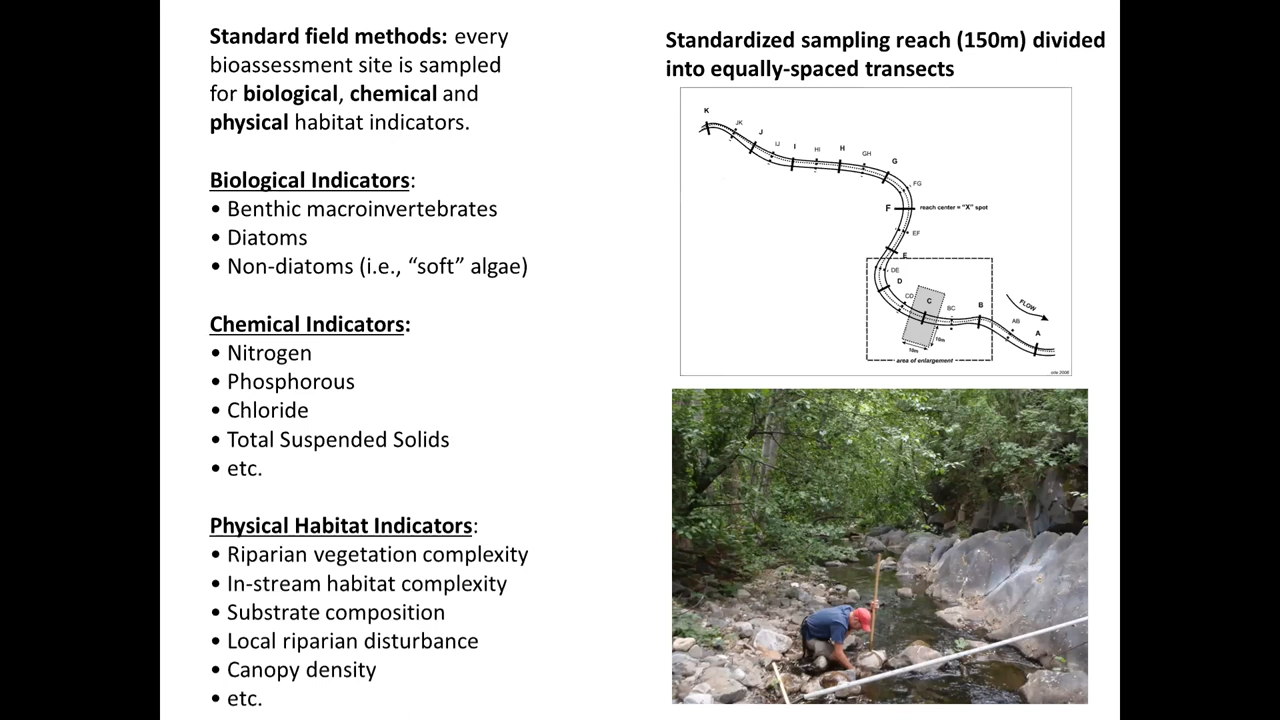 Standard field methods: every
bioassessment site is sampled
for biological, chemical and
physical habitat indicators.
Biological Indicators:
• Benthic macroinvertebrates
• Diatoms
• Non-diatoms (i.e., “soft” algae)
Chemical Indicators:
• Nitrogen
• Phosphorous
• Chloride
• Total Suspended Solids
• etc.
Physical Habitat Indicators:
• Riparian vegetation complexity
• In-stream habitat complexity
• Substrate composition
• Local riparian disturbance
• Canopy density
• etc.
Standardized sampling reach (150m) divided
into equally-spaced transects
K
JK
J
IJ
I
HI
H
GH
G
FG
F
reach center = "X" spot
EF
E
DE
D
CD
C
BC
B
AB
A
FLOW
10m
10m
area of enlargement